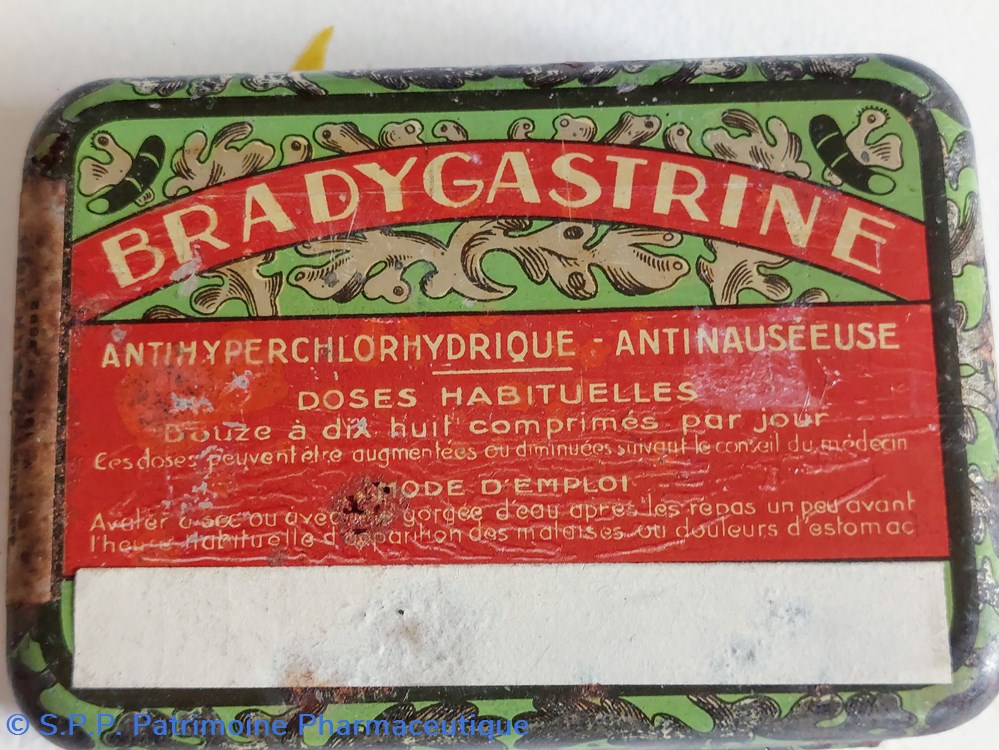 BRADYGASTRINE
ANTIHYPERCHLORHYDRIQUE - ANTINAUSÉEUSE
DOSES HABITUELLES
Douze à dix huit comprimés par jour
Ces doses peuvent être augmentées ou diminuées suivant le conseil du médecin
MODE D'EMPLOI
Avaler à sec ou avec une gorgée d'eau après les repas un peu avant
l'heure habituelle d'apparition des malaises ou douleurs d'estomac
© S.P.P. Patrimoine Pharmaceutique